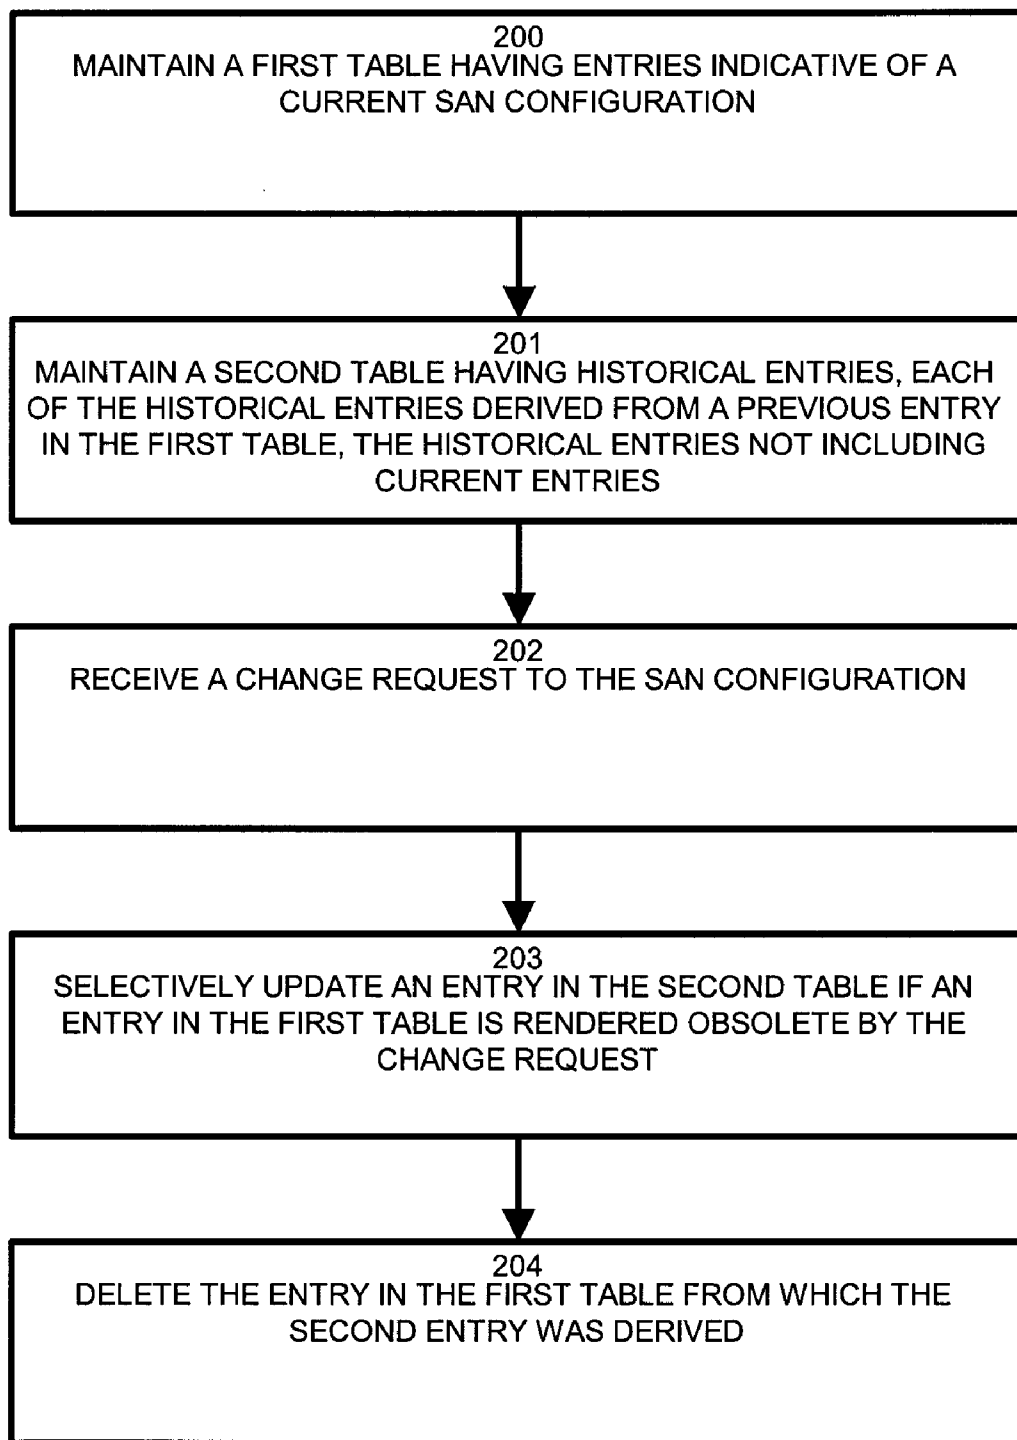 200
MAINTAIN A FIRST TABLE HAVING ENTRIES INDICATIVE OF A
CURRENT SAN CONFIGURATION
201
MAINTAIN A SECOND TABLE HAVING HISTORICAL ENTRIES, EACH
OF THE HISTORICAL ENTRIES DERIVED FROM A PREVIOUS ENTRY
IN THE FIRST TABLE, THE HISTORICAL ENTRIES NOT INCLUDING
CURRENT ENTRIES
202
RECEIVE A CHANGE REQUEST TO THE SAN CONFIGURATION
203
SELECTIVELY UPDATE AN ENTRY IN THE SECOND TABLE IF AN
ENTRY IN THE FIRST TABLE IS RENDERED OBSOLETE BY THE
CHANGE REQUEST
204
DELETE THE ENTRY IN THE FIRST TABLE FROM WHICH THE
SECOND ENTRY WAS DERIVED